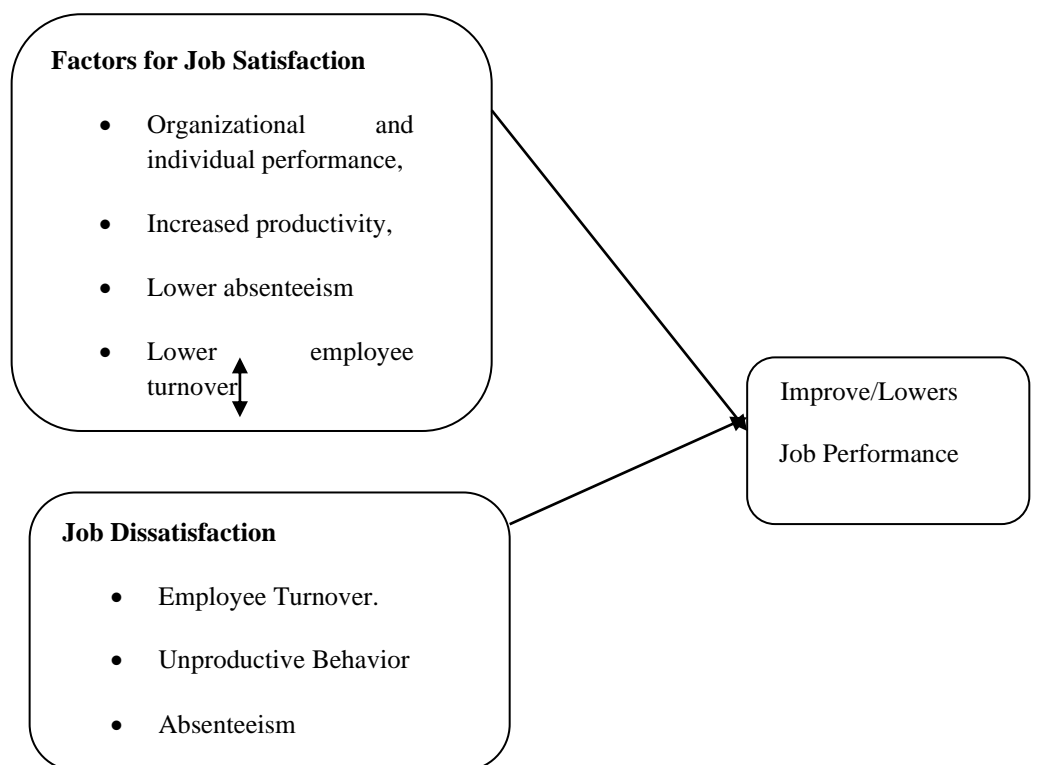 Factors for Job Satisfaction
• Organizational and
individual performance,
• Increased productivity,
• Lower absenteeism
• Lower employee
turnover
Improve/Lowers
Job Performance
Job Dissatisfaction
• Employee Turnover.
• Unproductive Behavior
• Absenteeism